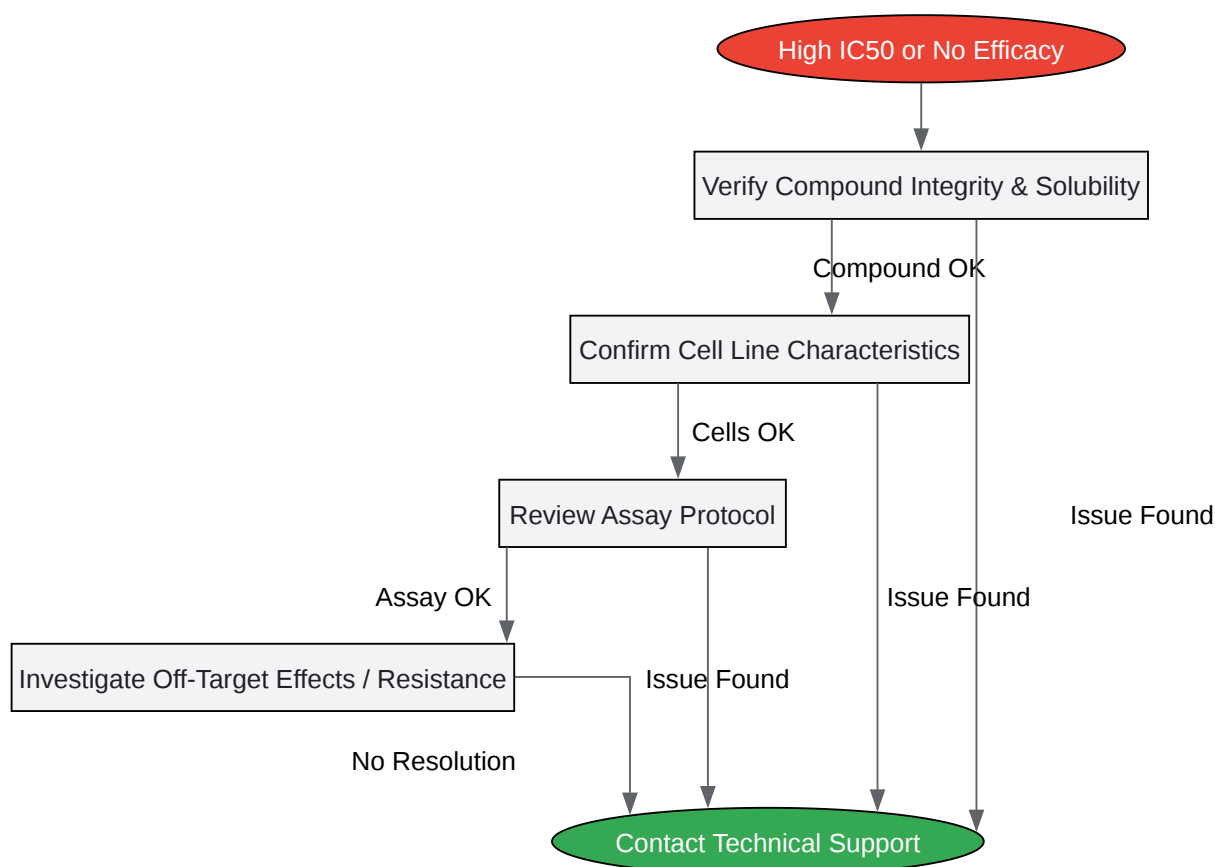 High IC50 or No Efficacy
Verify Compound Integrity & Solubility
Compound OK
Confirm Cell Line Characteristics
Cells OK
Review Assay Protocol
Issue Found
Assay OK
Issue Found
Investigate Off-Target Effects / Resistance
Issue Found
No Resolution
Contact Technical Support